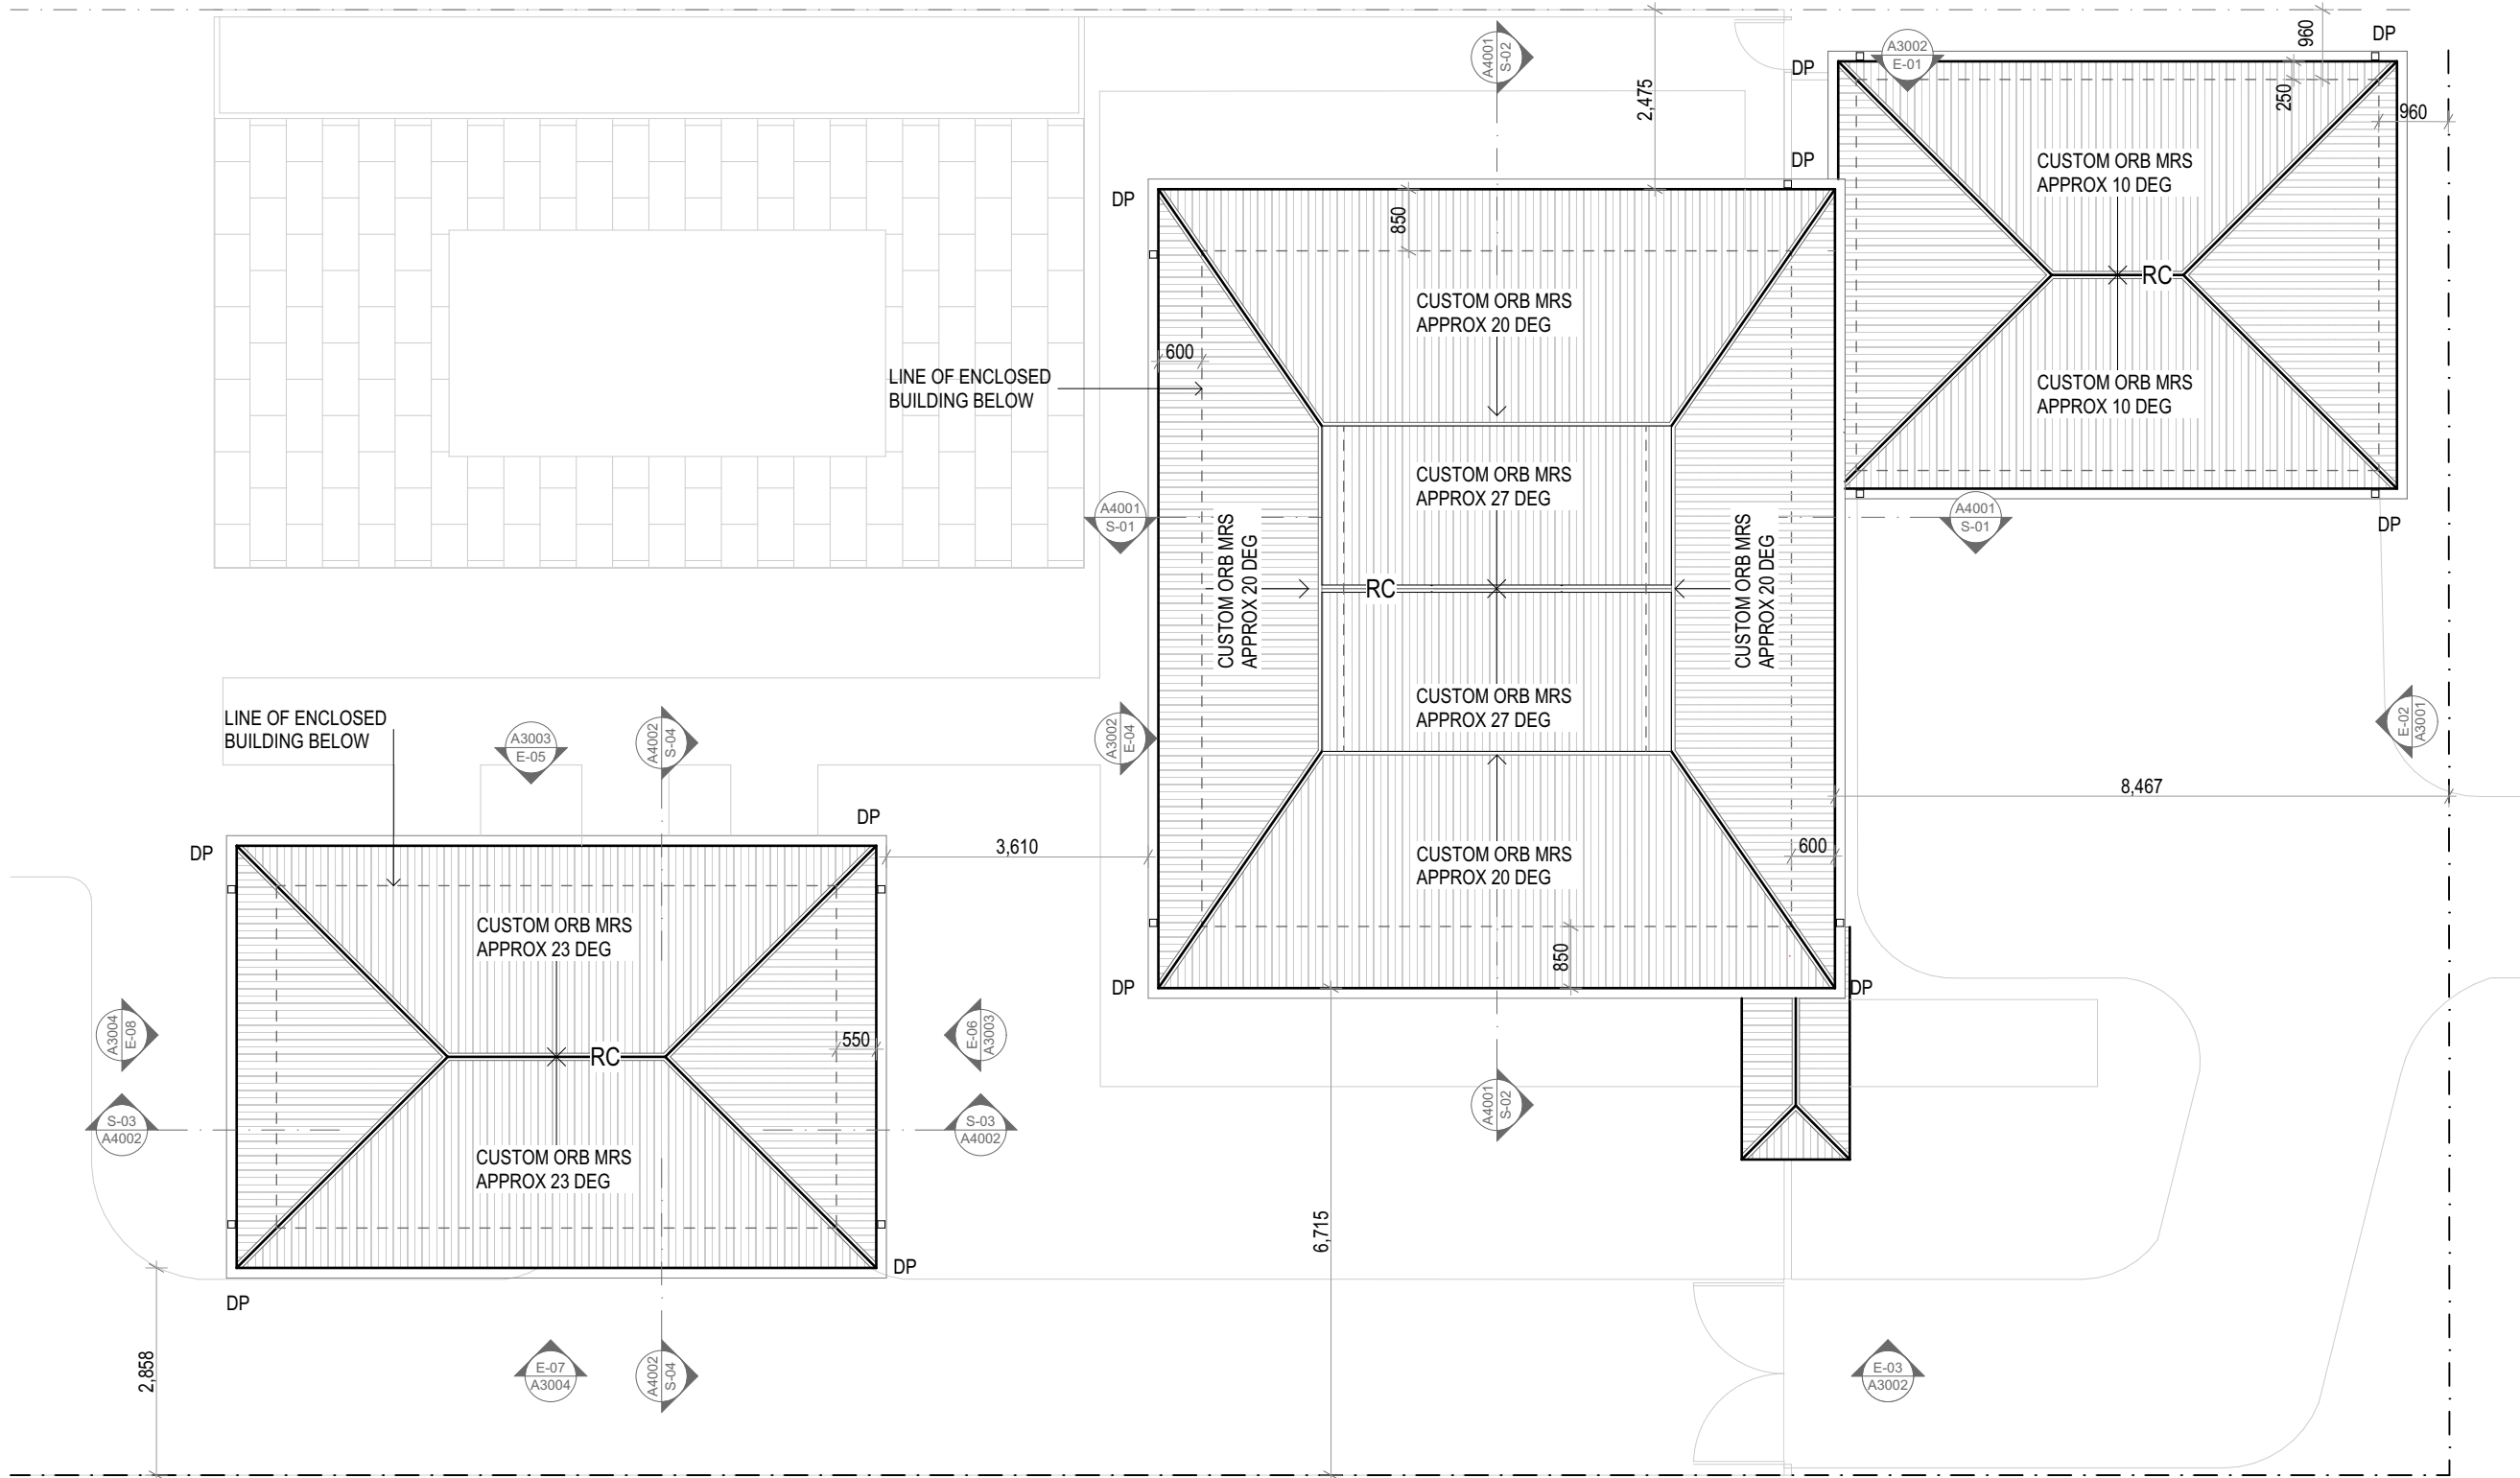 A4001
S-02
2,475
A3002
E-01
960
DP
DP
250
960
DP
CUSTOM ORB MRS
APPROX 10 DEG
DP
850
RC
CUSTOM ORB MRS
APPROX 20 DEG
600
LINE OF ENCLOSED
BUILDING BELOW
CUSTOM ORB MRS
APPROX 10 DEG
CUSTOM ORB MRS
APPROX 27 DEG
A4001
S-01
A4001
S-01
DP
CUSTOM ORB MRS
APPROX 20 DEG
RC
CUSTOM ORB MRS
APPROX 20 DEG
CUSTOM ORB MRS
APPROX 27 DEG
LINE OF ENCLOSED
BUILDING BELOW
A3003
E-05
A4002
S-04
A3002
E-04
E-02
A3001
8,467
DP
DP
3,610
CUSTOM ORB MRS
APPROX 20 DEG
600
CUSTOM ORB MRS
APPROX 23 DEG
850
DP
DP
A3004
E-08
550
RC
E-06
A3003
S-03
A4002
S-03
A4002
A4001
S-02
CUSTOM ORB MRS
APPROX 23 DEG
6,715
DP
DP
2,858
E-07
A3004
A4002
S-04
E-03
A3002